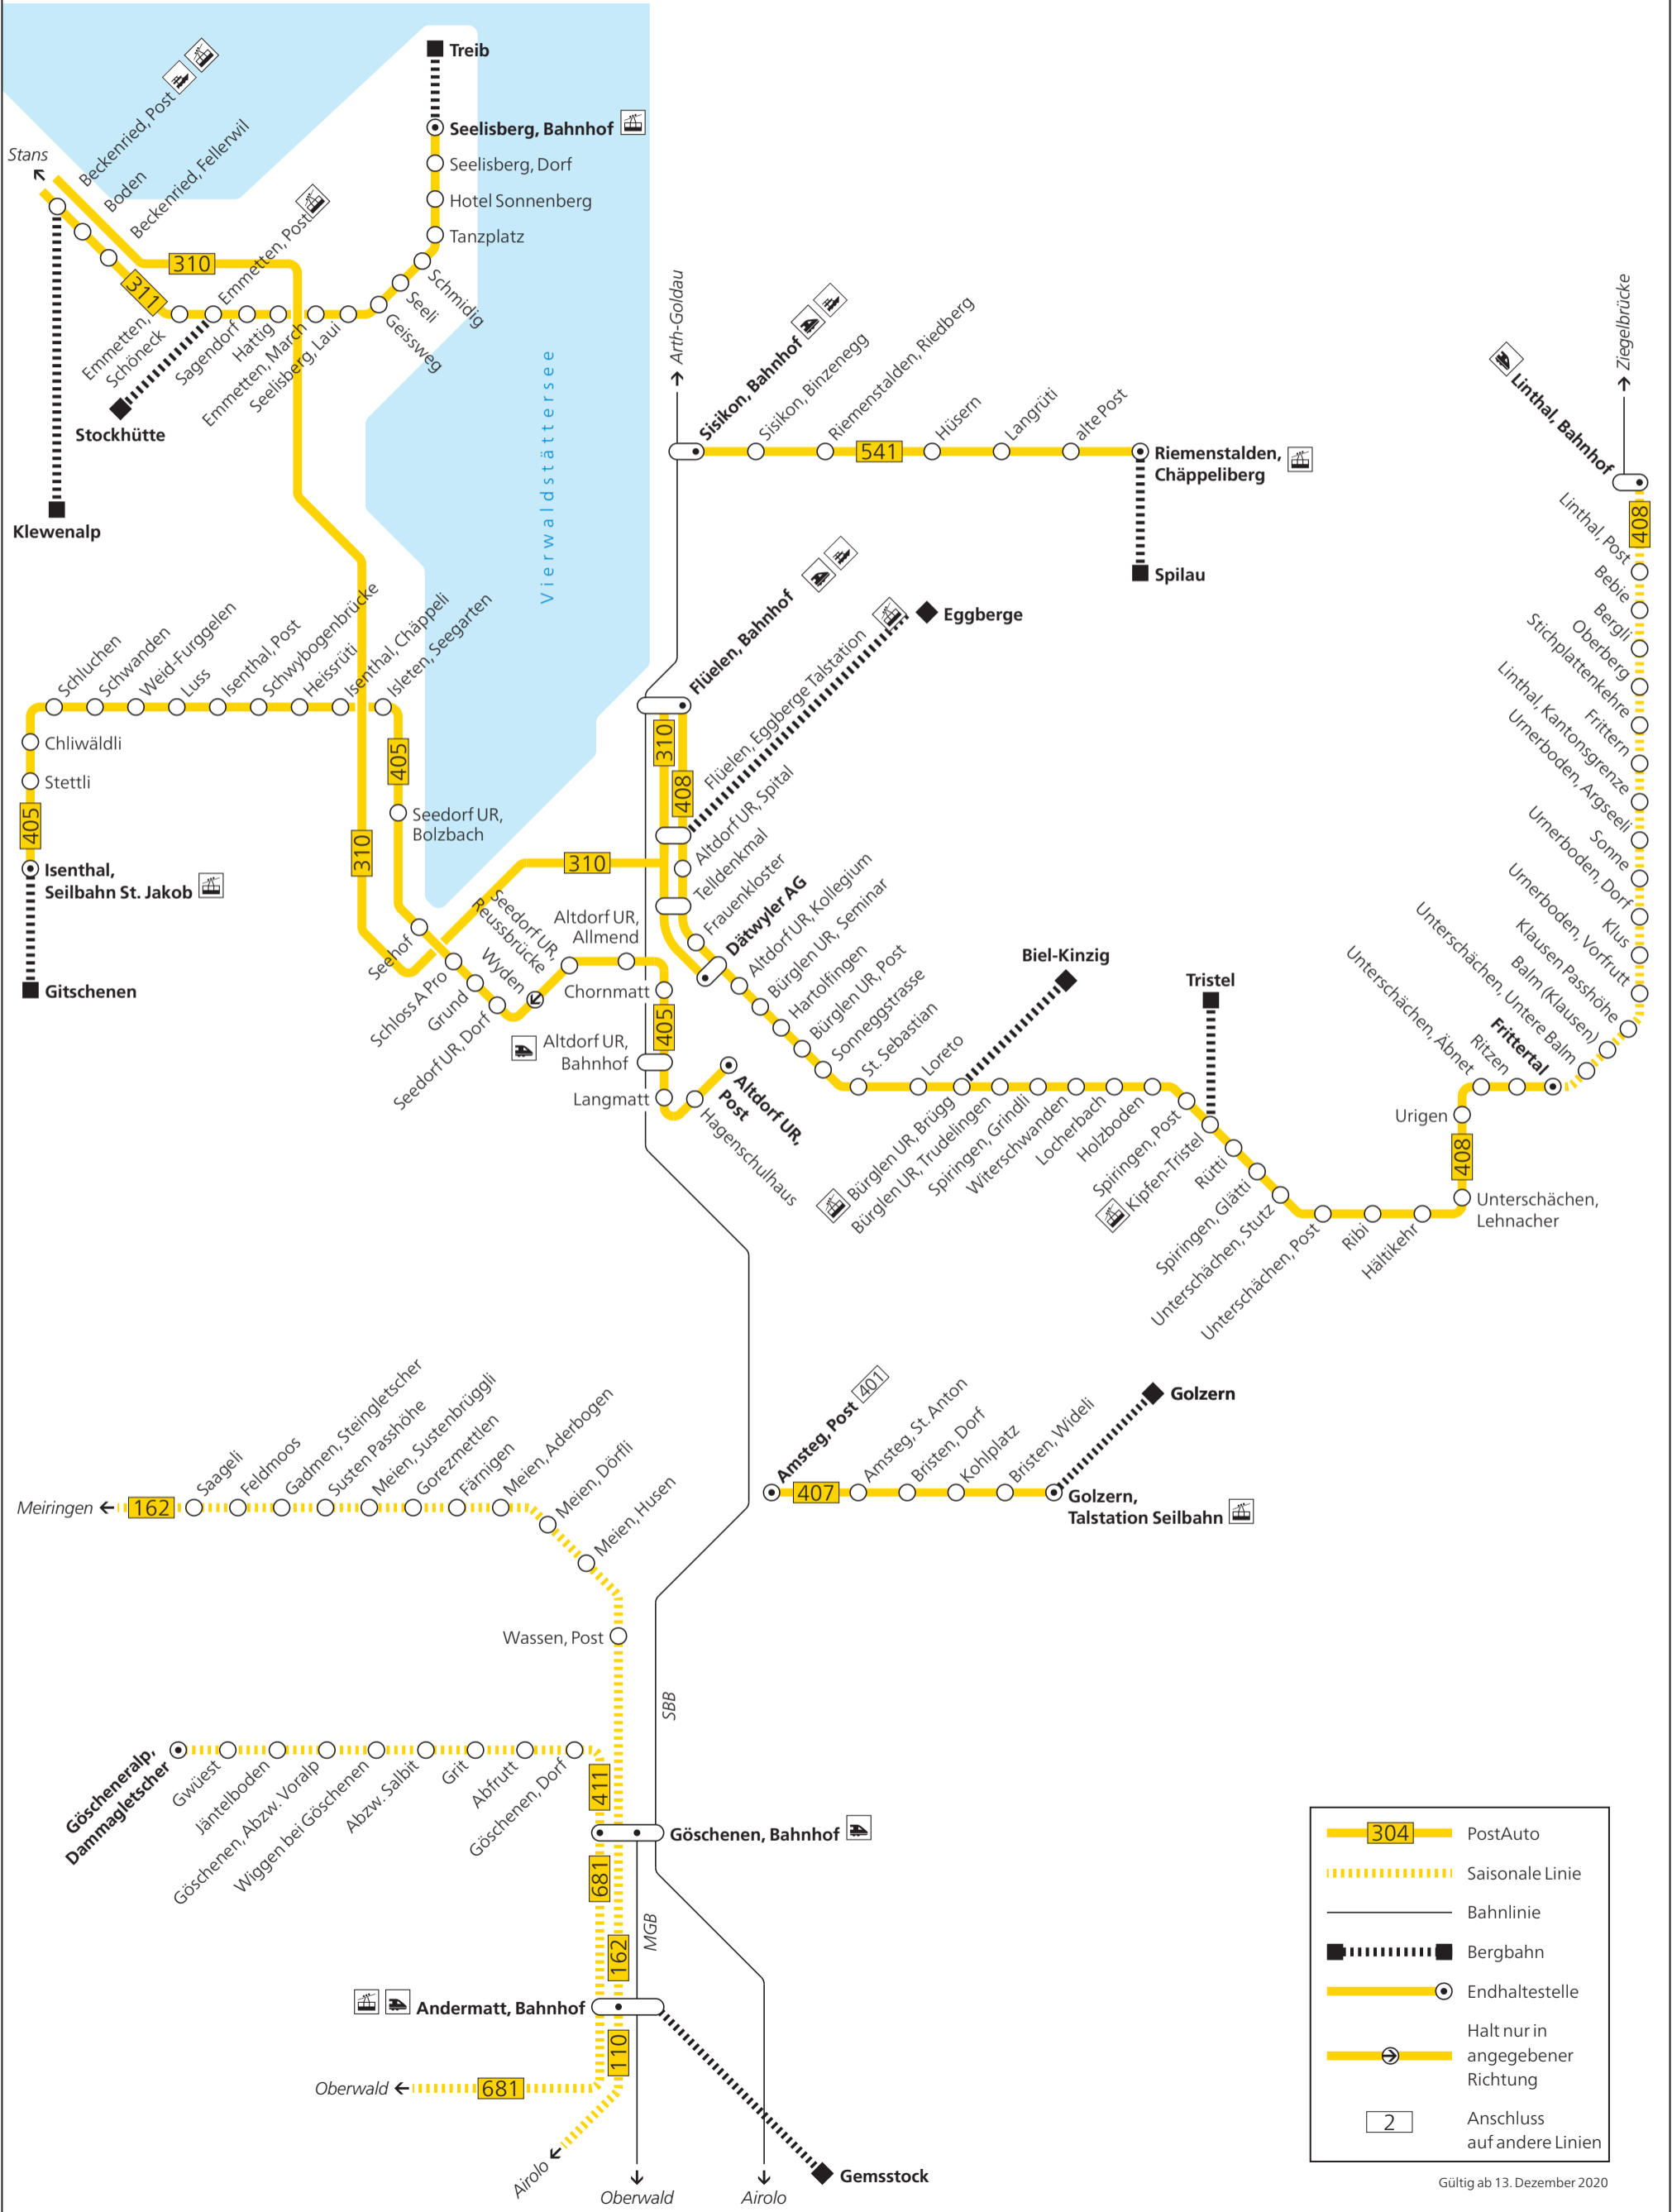 Treib
Seelisberg, Bahnhof
Seelisberg, Dorf
Hotel Sonnenberg
Tanzplatz
Schmidig
Seeli
Geissweg
Stans
Beckenried, Post
Boden
Beckenried, Fellerwil
310
311
Emmetten, Post
Emmetten,
Schöneck
Sagendorf
Hattig
Emmetten, March
Seelisberg, Laui
Stockhütte
Klewenalp
Vierwaldstättersee
Arth-Goldau
Sisikon, Bahnhof
Sisikon, Binzenegg
Riemenstalden, Riedberg
541
Hüsern
Langrüti
alte Post
Riemenstalden,
Chäppeliberg
Spilau
Ziegelbrücke
Linthal, Bahnhof
408
Linthal, Post
Bebie
Bergli
Oberberg
Stichplattenkehre
Frittern
Linthal, Kantonsgrenze
Urnerboden, Argseeli
Sonne
Urnerboden, Dorf
Klus
Urnerboden, Vorfrutt
Klausen Passhöhe
Balm (Klausen)
Unterschächen, Untere Balm
Frittertal
Ritzen
Unterschächen, Äbnet
Urigen
408
Unterschächen,
Lehnacher
Hältikehr
Ribi
Unterschächen, Post
Unterschächen, Stutz
Spiringen, Glätti
Rütti
Kipfen-Tristel
Spiringen, Post
Holzboden
Locherbach
Witerschwanden
Spiringen, Grindli
Bürglen UR, Trudelingen
Bürglen UR, Brügg
Loreto
St. Sebastian
Sonneggstrasse
Bürglen UR, Post
Hartolfingen
Bürglen UR, Seminar
Altdorf UR, Kollegium
Dätwyler AG
Frauenkloster
Telldenkmal
Altdorf UR, Spital
Flüelen, Eggberge Talstation
Flüelen, Bahnhof
Eggberge
Biel-Kinzig
Tristel
310
408
310
310
Schluchen
Schwanden
Weid-Furggelen
Luss
Isenthal, Post
Schwybogenbrücke
Heissrüti
Isenthal, Chäppeli
Isleten, Seegarten
Chliwäldli
Stettli
405
Isenthal,
Seilbahn St. Jakob
Gitschenen
405
Seedorf UR,
Bolzbach
Seehof
Schloss A Pro
Grund
Seedorf UR, Dorf
Wyden
Seedorf UR,
Reussbrücke
Altdorf UR,
Allmend
Chornmatt
405
Altdorf UR,
Bahnhof
Langmatt
Hagenschulhaus
Altdorf UR,
Post
Amsteg, Post
401
407
Amsteg, St. Anton
Bristen, Dorf
Kohlplatz
Bristen, Wideli
Golzern
Golzern,
Talstation Seilbahn
Meiringen
162
Saageli
Feldmoos
Gadmen, Steingletscher
Susten Passhöhe
Meien, Sustenbrüggli
Gorezmettlen
Färnigen
Meien, Aderbogen
Meien, Dörfli
Meien, Husen
Wassen, Post
SBB
Göscheneralp,
Dammagletscher
Gwüest
Jäntelboden
Göschenen, Abzw. Voralp
Wiggen bei Göschenen
Abzw. Salbit
Grit
Abfrutt
Göschenen, Dorf
411
Göschenen, Bahnhof
681
162
MGB
Andermatt, Bahnhof
110
Oberwald
681
Airolo
Oberwald
Airolo
Gemsstock
304
PostAuto
Saisonale Linie
Bahnlinie
Bergbahn
Endhaltestelle
Halt nur in
angegebener
Richtung
2
Anschluss
auf andere Linien
Gültig ab 13. Dezember 2020